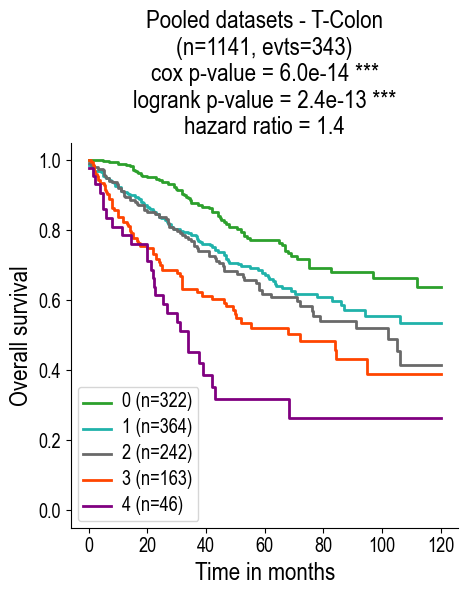 Pooled datasets - T-Colon
(n=1141, evts=343)
cox p-value = 6.0e-14 ***
logrank p-value = 2.4e-13 ***
hazard ratio = 1.4
1.0
0.8
0.6
0.4
0.2
0.0
Overall survival
0 (n=322)
1 (n=364)
2 (n=242)
3 (n=163)
4 (n=46)
0 20 40 60 80 100 120
Time in months